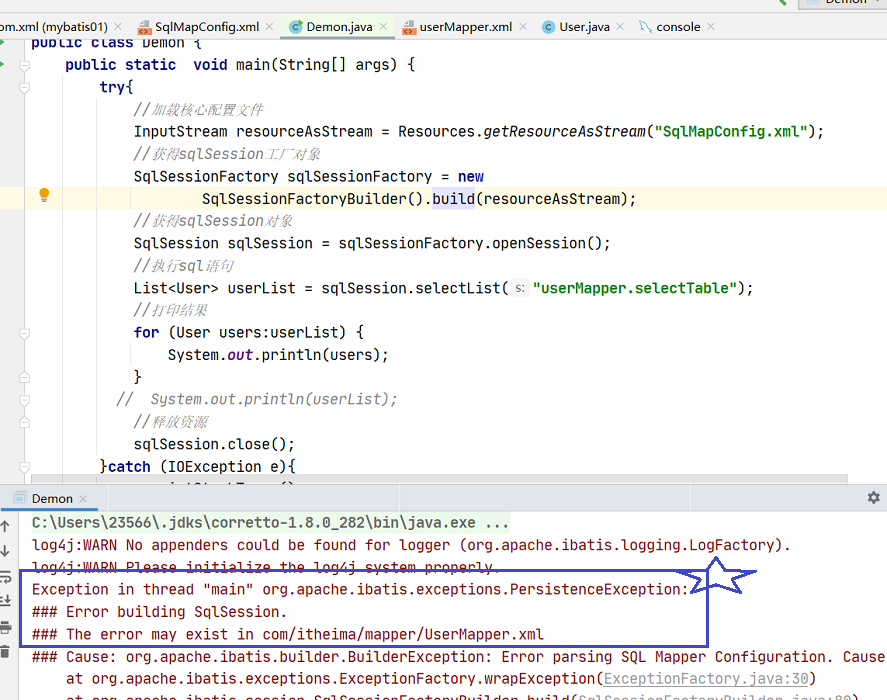 om.xml (mybatis01) SqlMapConfig.xml Demon.java userMapper.xml User.java console
public class Demon {
public static void main(String[] args) {
try{
//加载核心配置文件
InputStream resourceAsStream = Resources.getResourceAsStream("SqlMapConfig.xml");
//获得sqlSession工厂对象
SqlSessionFactory sqlSessionFactory = new
SqlSessionFactoryBuilder().build(resourceAsStream);
//获得sqlSession对象
SqlSession sqlSession = sqlSessionFactory.openSession();
//执行sql语句
List<User> userList = sqlSession.selectList( s: "userMapper.selectTable");
//打印结果
for (User users:userList) {
System.out.println(users);
}
// System.out.println(userList);
//释放资源
sqlSession.close();
}catch (IOException e){
Demon
C:\Users\23566\.jdks\corretto-1.8.0_282\bin\java.exe ...
log4j:WARN No appenders could be found for logger (org.apache.ibatis.logging.LogFactory).
log4j:WARN Please initialize the log4j system properly.
Exception in thread "main" org.apache.ibatis.exceptions.PersistenceException:
### Error building SqlSession.
### The error may exist in com/itheima/mapper/UserMapper.xml
### Cause: org.apache.ibatis.builder.BuilderException: Error parsing SQL Mapper Configuration. Cause
at org.apache.ibatis.exceptions.ExceptionFactory.wrapException(ExceptionFactory.java:30)
at org.apache.ibatis.session.SqlSessionFactoryBuilder.build(SqlSessionFactoryBuilder.java:80)